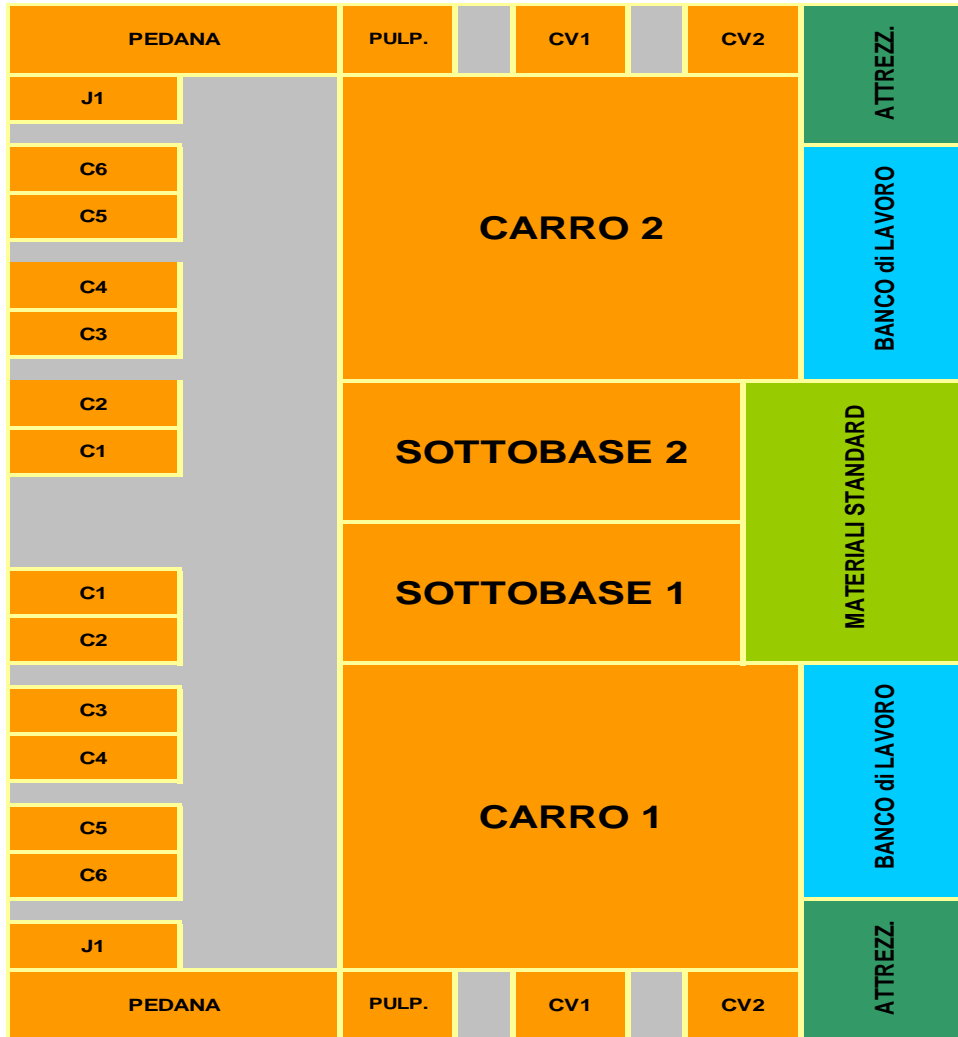 PEDANA
PULP.
CV1
CV2
ATTREZZ.
J1
C6
C5
CARRO 2
BANCO di LAVORO
C4
C3
C2
C1
SOTTOBASE 2
MATERIALI STANDARD
C1
C2
SOTTOBASE 1
C3
C4
CARRO 1
BANCO di LAVORO
C5
C6
J1
ATTREZZ.
PEDANA
PULP.
CV1
CV2